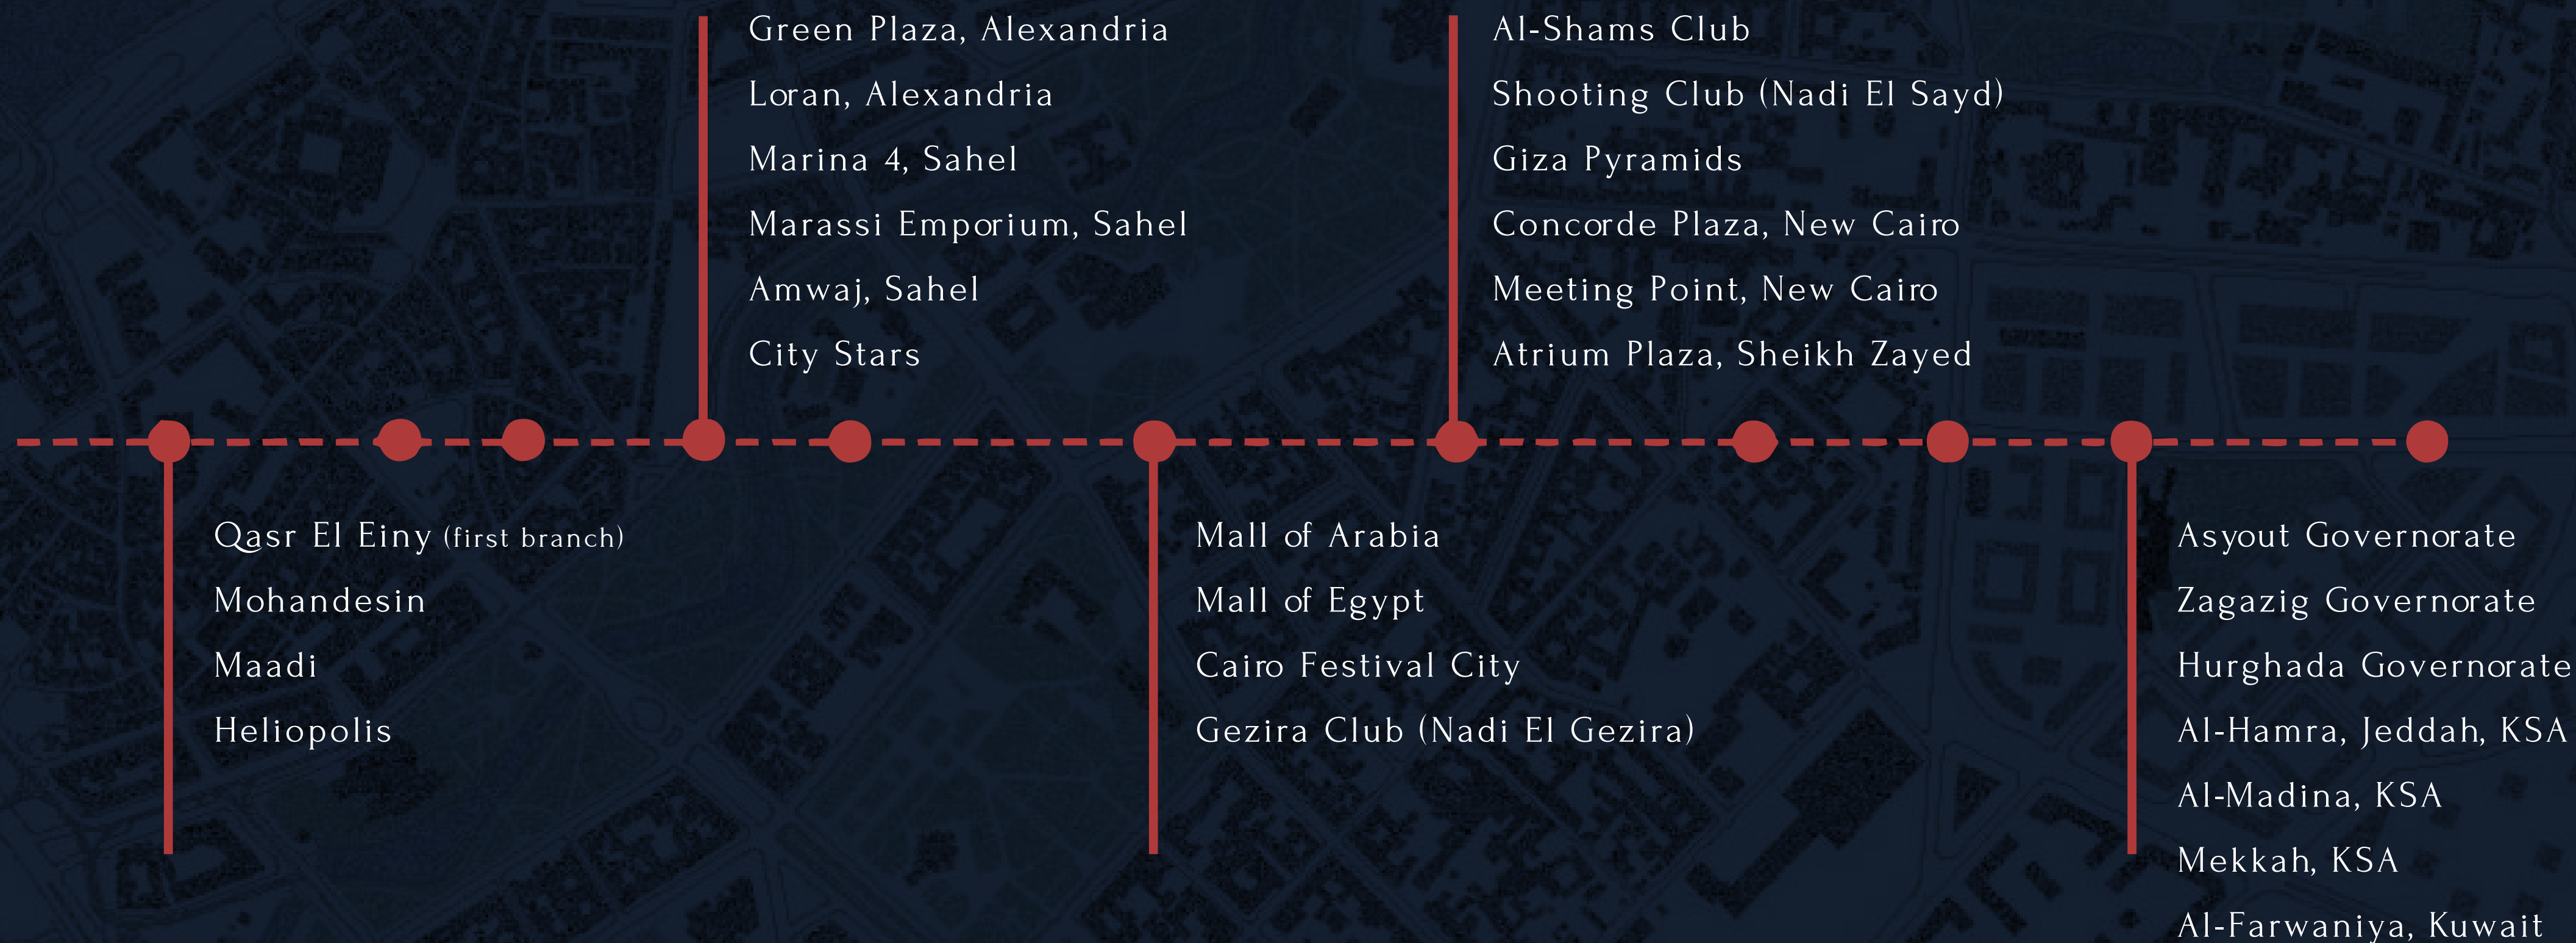 Green Plaza, Alexandria
Loran, Alexandria
Marina 4, Sahel
Marassi Emporium, Sahel
Amwaj, Sahel
City Stars
Al-Shams Club
Shooting Club (Nadi El Sayd)
Giza Pyramids
Concorde Plaza, New Cairo
Meeting Point, New Cairo
Atrium Plaza, Sheikh Zayed
Qasr El Einy (first branch)
Mohandesin
Maadi
Heliopolis
Mall of Arabia
Mall of Egypt
Cairo Festival City
Gezira Club (Nadi El Gezira)
Asyout Governorate
Zagazig Governorate
Hurghada Governorate
Al-Hamra, Jeddah, KSA
Al-Madina, KSA
Mekkah, KSA
Al-Farwaniya, Kuwait